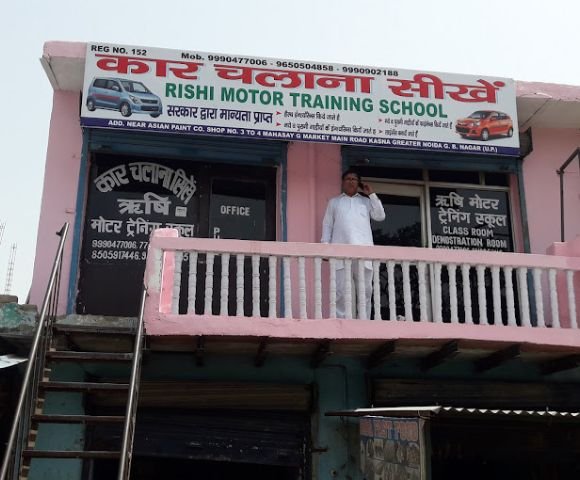 REG NO. 152
Mob. 9990477006 - 9650504858 - 9990902188
कार चलाना सीखें
RISHI MOTOR TRAINING SCHOOL
सरकार द्वारा मान्यता प्राप्त
ADD. NEAR ASIAN PAINT CO. SHOP NO. 3 TO 4 MAHASAY G MARKET MAIN ROAD KASNA GREATER NOIDA G. B. NAGAR (U.P.)
कार चलाना सिखें
ऋषि
मोटर ट्रेनिंग स्कूल
9990477006,
8505917446,
OFFICE
ऋषि मोटर
ट्रेनिंग स्कूल
CLASS ROOM
DEMOSTRATION ROOM